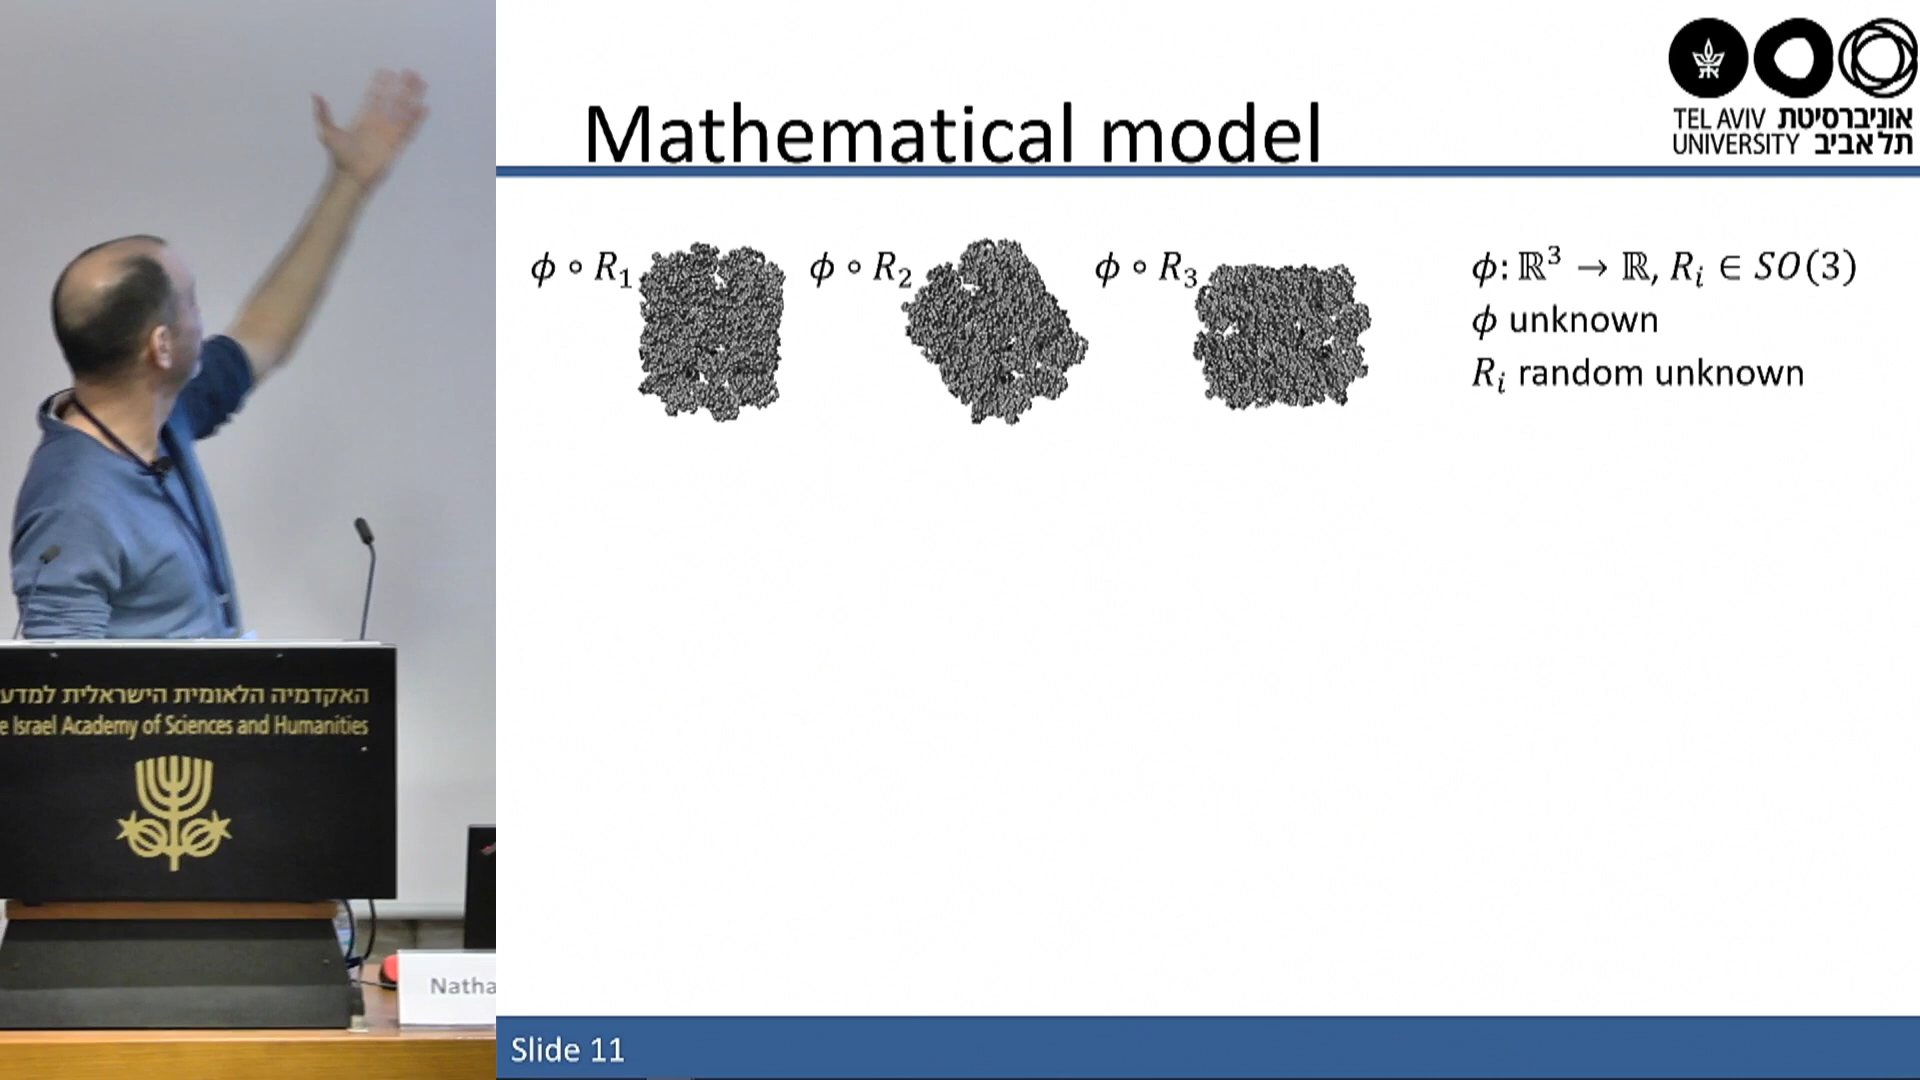 Mathematical model
TEL AVIV אוניברסיטת
UNIVERSITY תל אביב
ϕ ∘ R₁
ϕ ∘ R₂
ϕ ∘ R₃
ϕ: ℝ³ → ℝ, Rᵢ ∈ SO(3)
ϕ unknown
Rᵢ random unknown
האקדמיה הלאומית הישראלית למדע
e Israel Academy of Sciences and Humanities
Natha
Slide 11